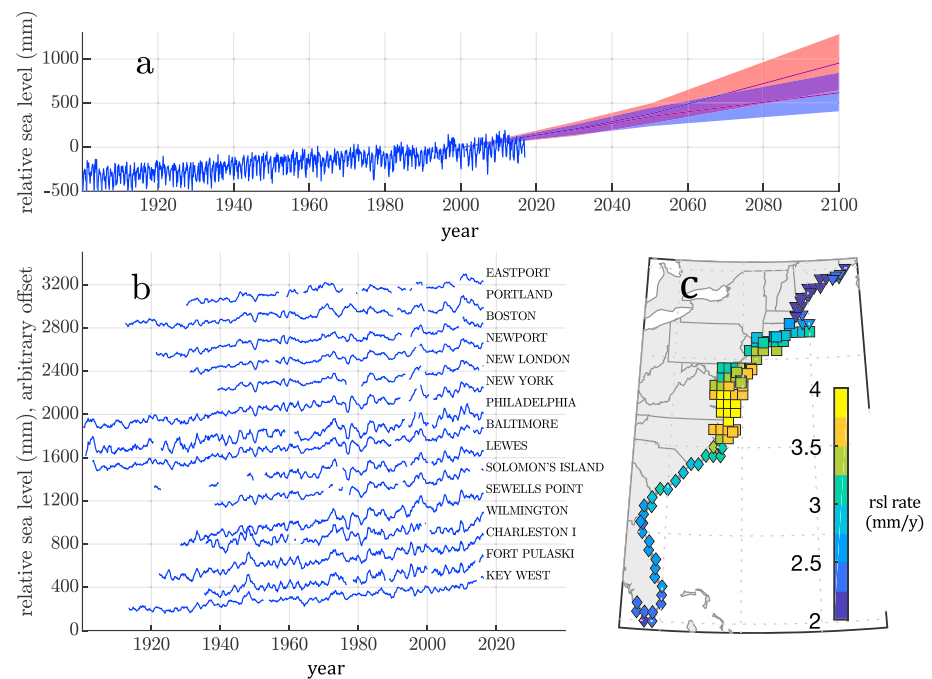 relative sea level (mm)
a
1000
500
0
-500
1920
1940
1960
1980
2000
2020
2040
2060
2080
2100
year
relative sea level (mm), arbitrary offset
b
3200
2800
2400
2000
1600
1200
800
400
0
EASTPORT
PORTLAND
BOSTON
NEWPORT
NEW LONDON
NEW YORK
PHILADELPHIA
BALTIMORE
LEWES
SOLOMON'S ISLAND
SEWELLS POINT
WILMINGTON
CHARLESTON I
FORT PULASKI
KEY WEST
1920
1940
1960
1980
2000
2020
year
c
4
3.5
3
2.5
2
rsl rate
(mm/y)